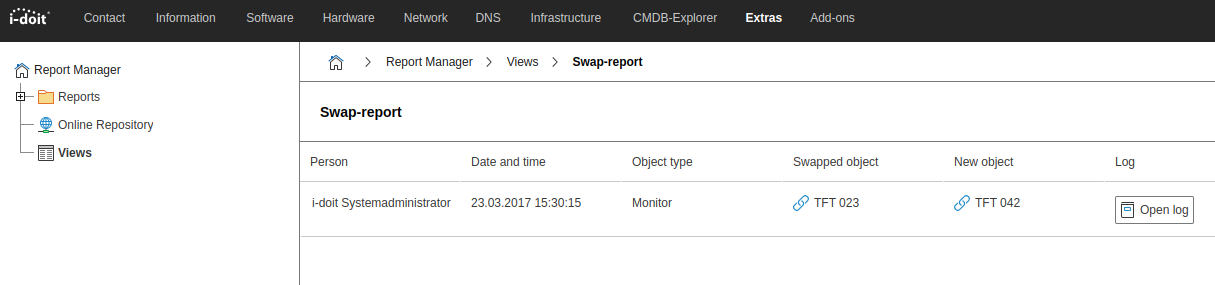 i-doit Contact Information Software Hardware Network DNS Infrastructure CMDB-Explorer Extras Add-ons
Report Manager
Reports
Online Repository
Views
Report Manager Views Swap-report
Swap-report
Person Date and time Object type Swapped object New object Log
i-doit Systemadministrator 23.03.2017 15:30:15 Monitor TFT 023 TFT 042 Open log